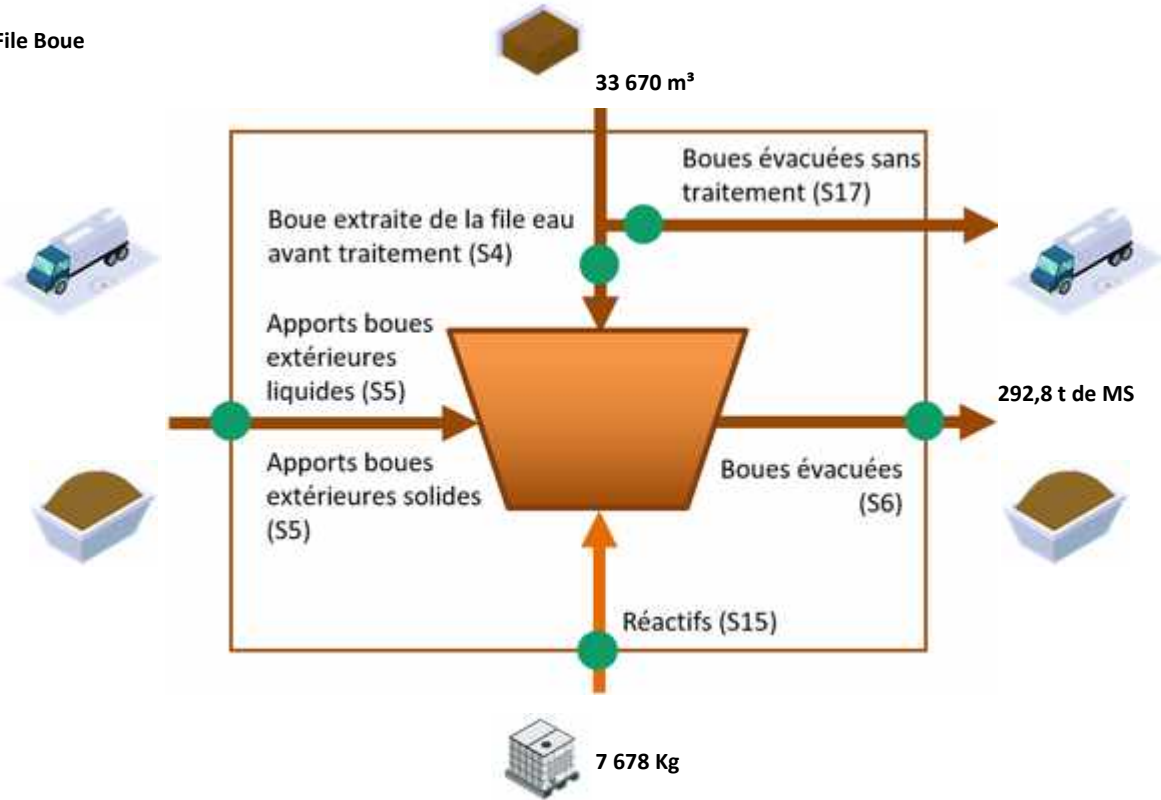 File Boue
33 670 m³
Boues évacuées sans
traitement (S17)
Boue extraite de la file eau
avant traitement (S4)
Apports boues
extérieures
liquides (S5)
292,8 t de MS
Apports boues
extérieures solides
(S5)
Boues évacuées
(S6)
Réactifs (S15)
7 678 Kg